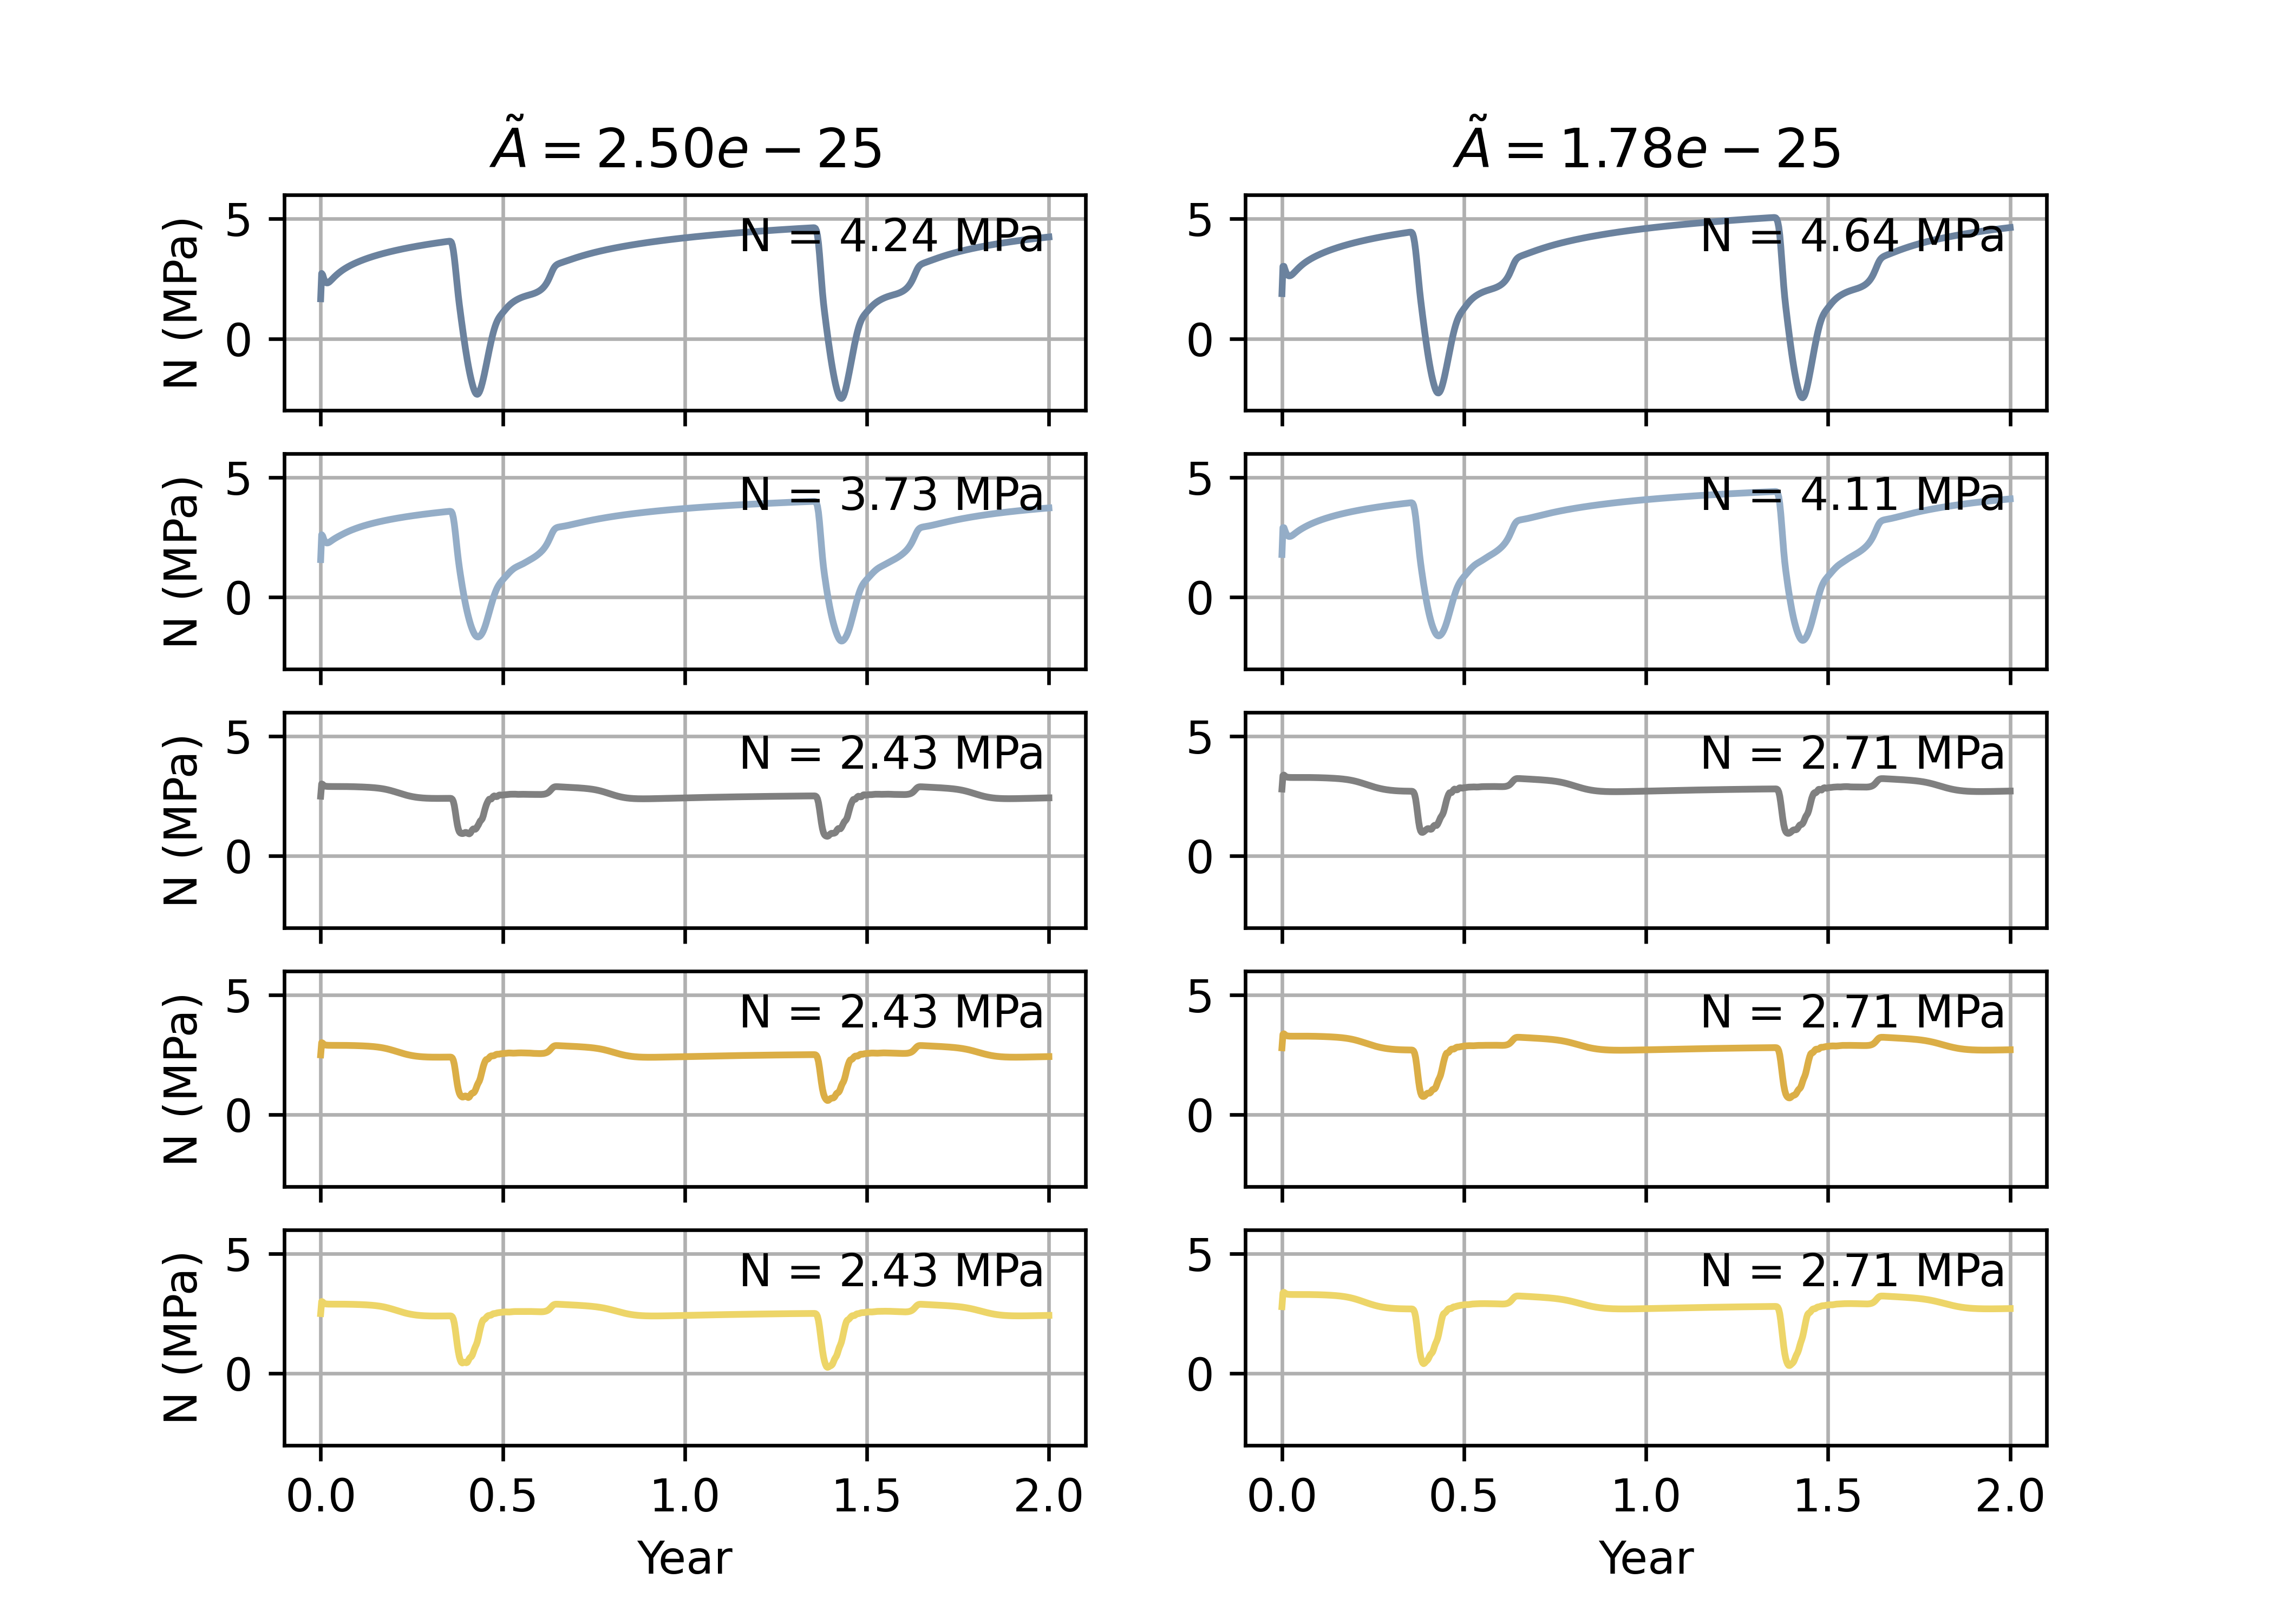 Ã = 2.50e − 25
Ã = 1.78e − 25
N (MPa)
5
0
N = 4.24 MPa
5
0
N = 4.64 MPa
N (MPa)
5
0
N = 3.73 MPa
5
0
N = 4.11 MPa
N (MPa)
5
0
N = 2.43 MPa
5
0
N = 2.71 MPa
N (MPa)
5
0
N = 2.43 MPa
5
0
N = 2.71 MPa
N (MPa)
5
0
N = 2.43 MPa
5
0
N = 2.71 MPa
0.0 0.5 1.0 1.5 2.0
0.0 0.5 1.0 1.5 2.0
Year
Year